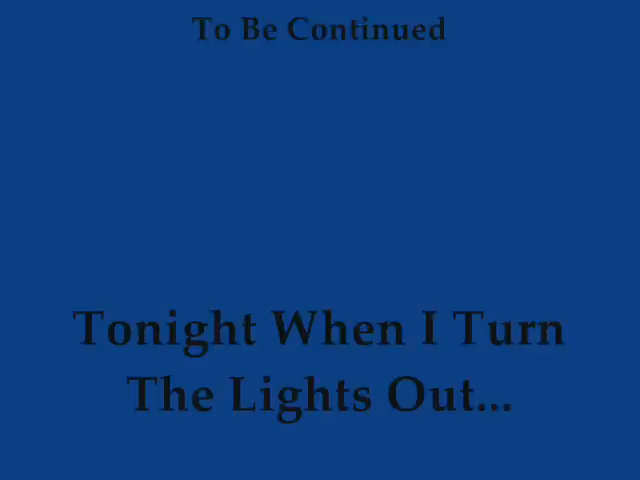 To Be Continued
Tonight When I Turn
The Lights Out...